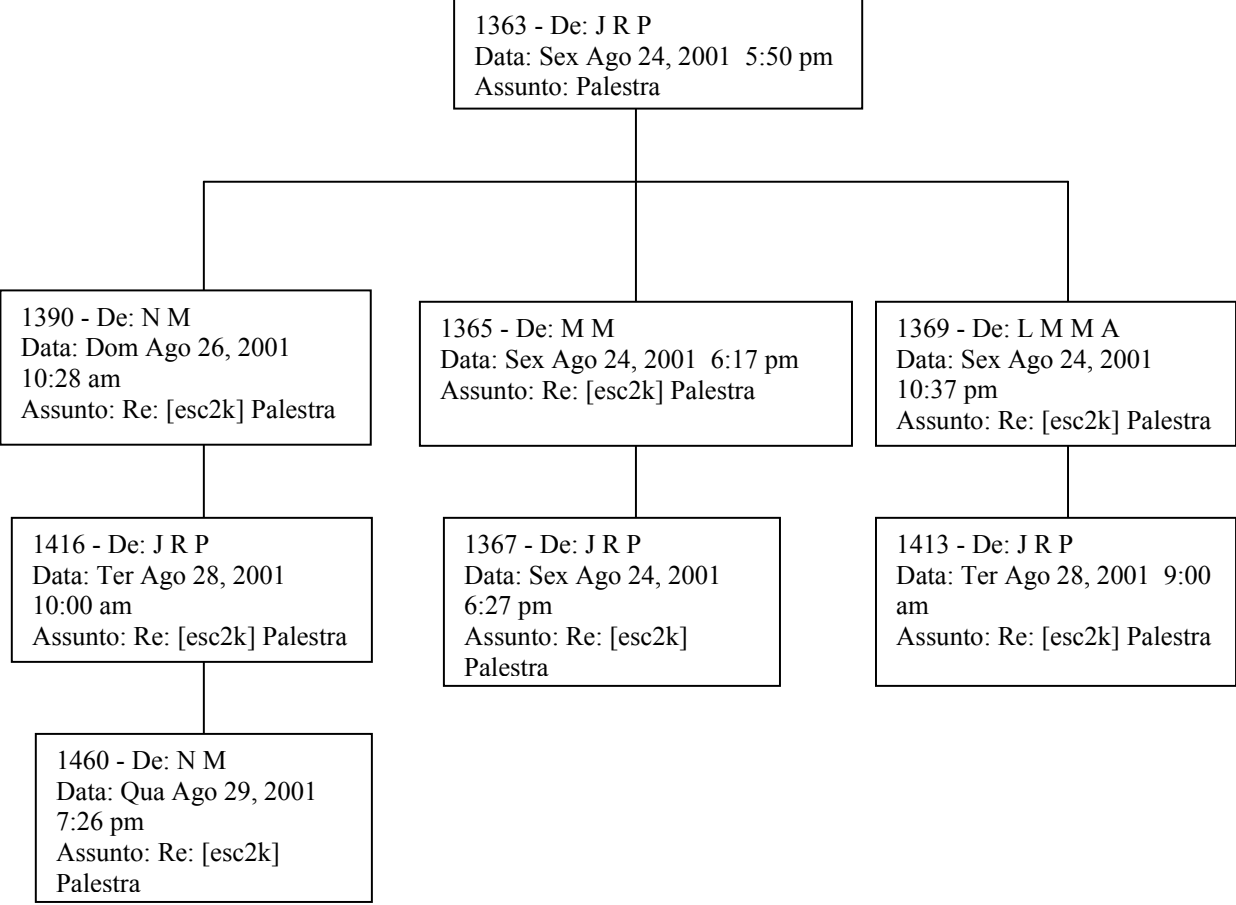 1363 - De: J R P
Data: Sex Ago 24, 2001  5:50 pm
Assunto: Palestra
1390 - De: N M
Data: Dom Ago 26, 2001
10:28 am
Assunto: Re: [esc2k] Palestra
1365 - De: M M
Data: Sex Ago 24, 2001  6:17 pm
Assunto: Re: [esc2k] Palestra
1369 - De: L M M A
Data: Sex Ago 24, 2001
10:37 pm
Assunto: Re: [esc2k] Palestra
1416 - De: J R P
Data: Ter Ago 28, 2001
10:00 am
Assunto: Re: [esc2k] Palestra
1367 - De: J R P
Data: Sex Ago 24, 2001
6:27 pm
Assunto: Re: [esc2k]
Palestra
1413 - De: J R P
Data: Ter Ago 28, 2001  9:00
am
Assunto: Re: [esc2k] Palestra
1460 - De: N M
Data: Qua Ago 29, 2001
7:26 pm
Assunto: Re: [esc2k]
Palestra